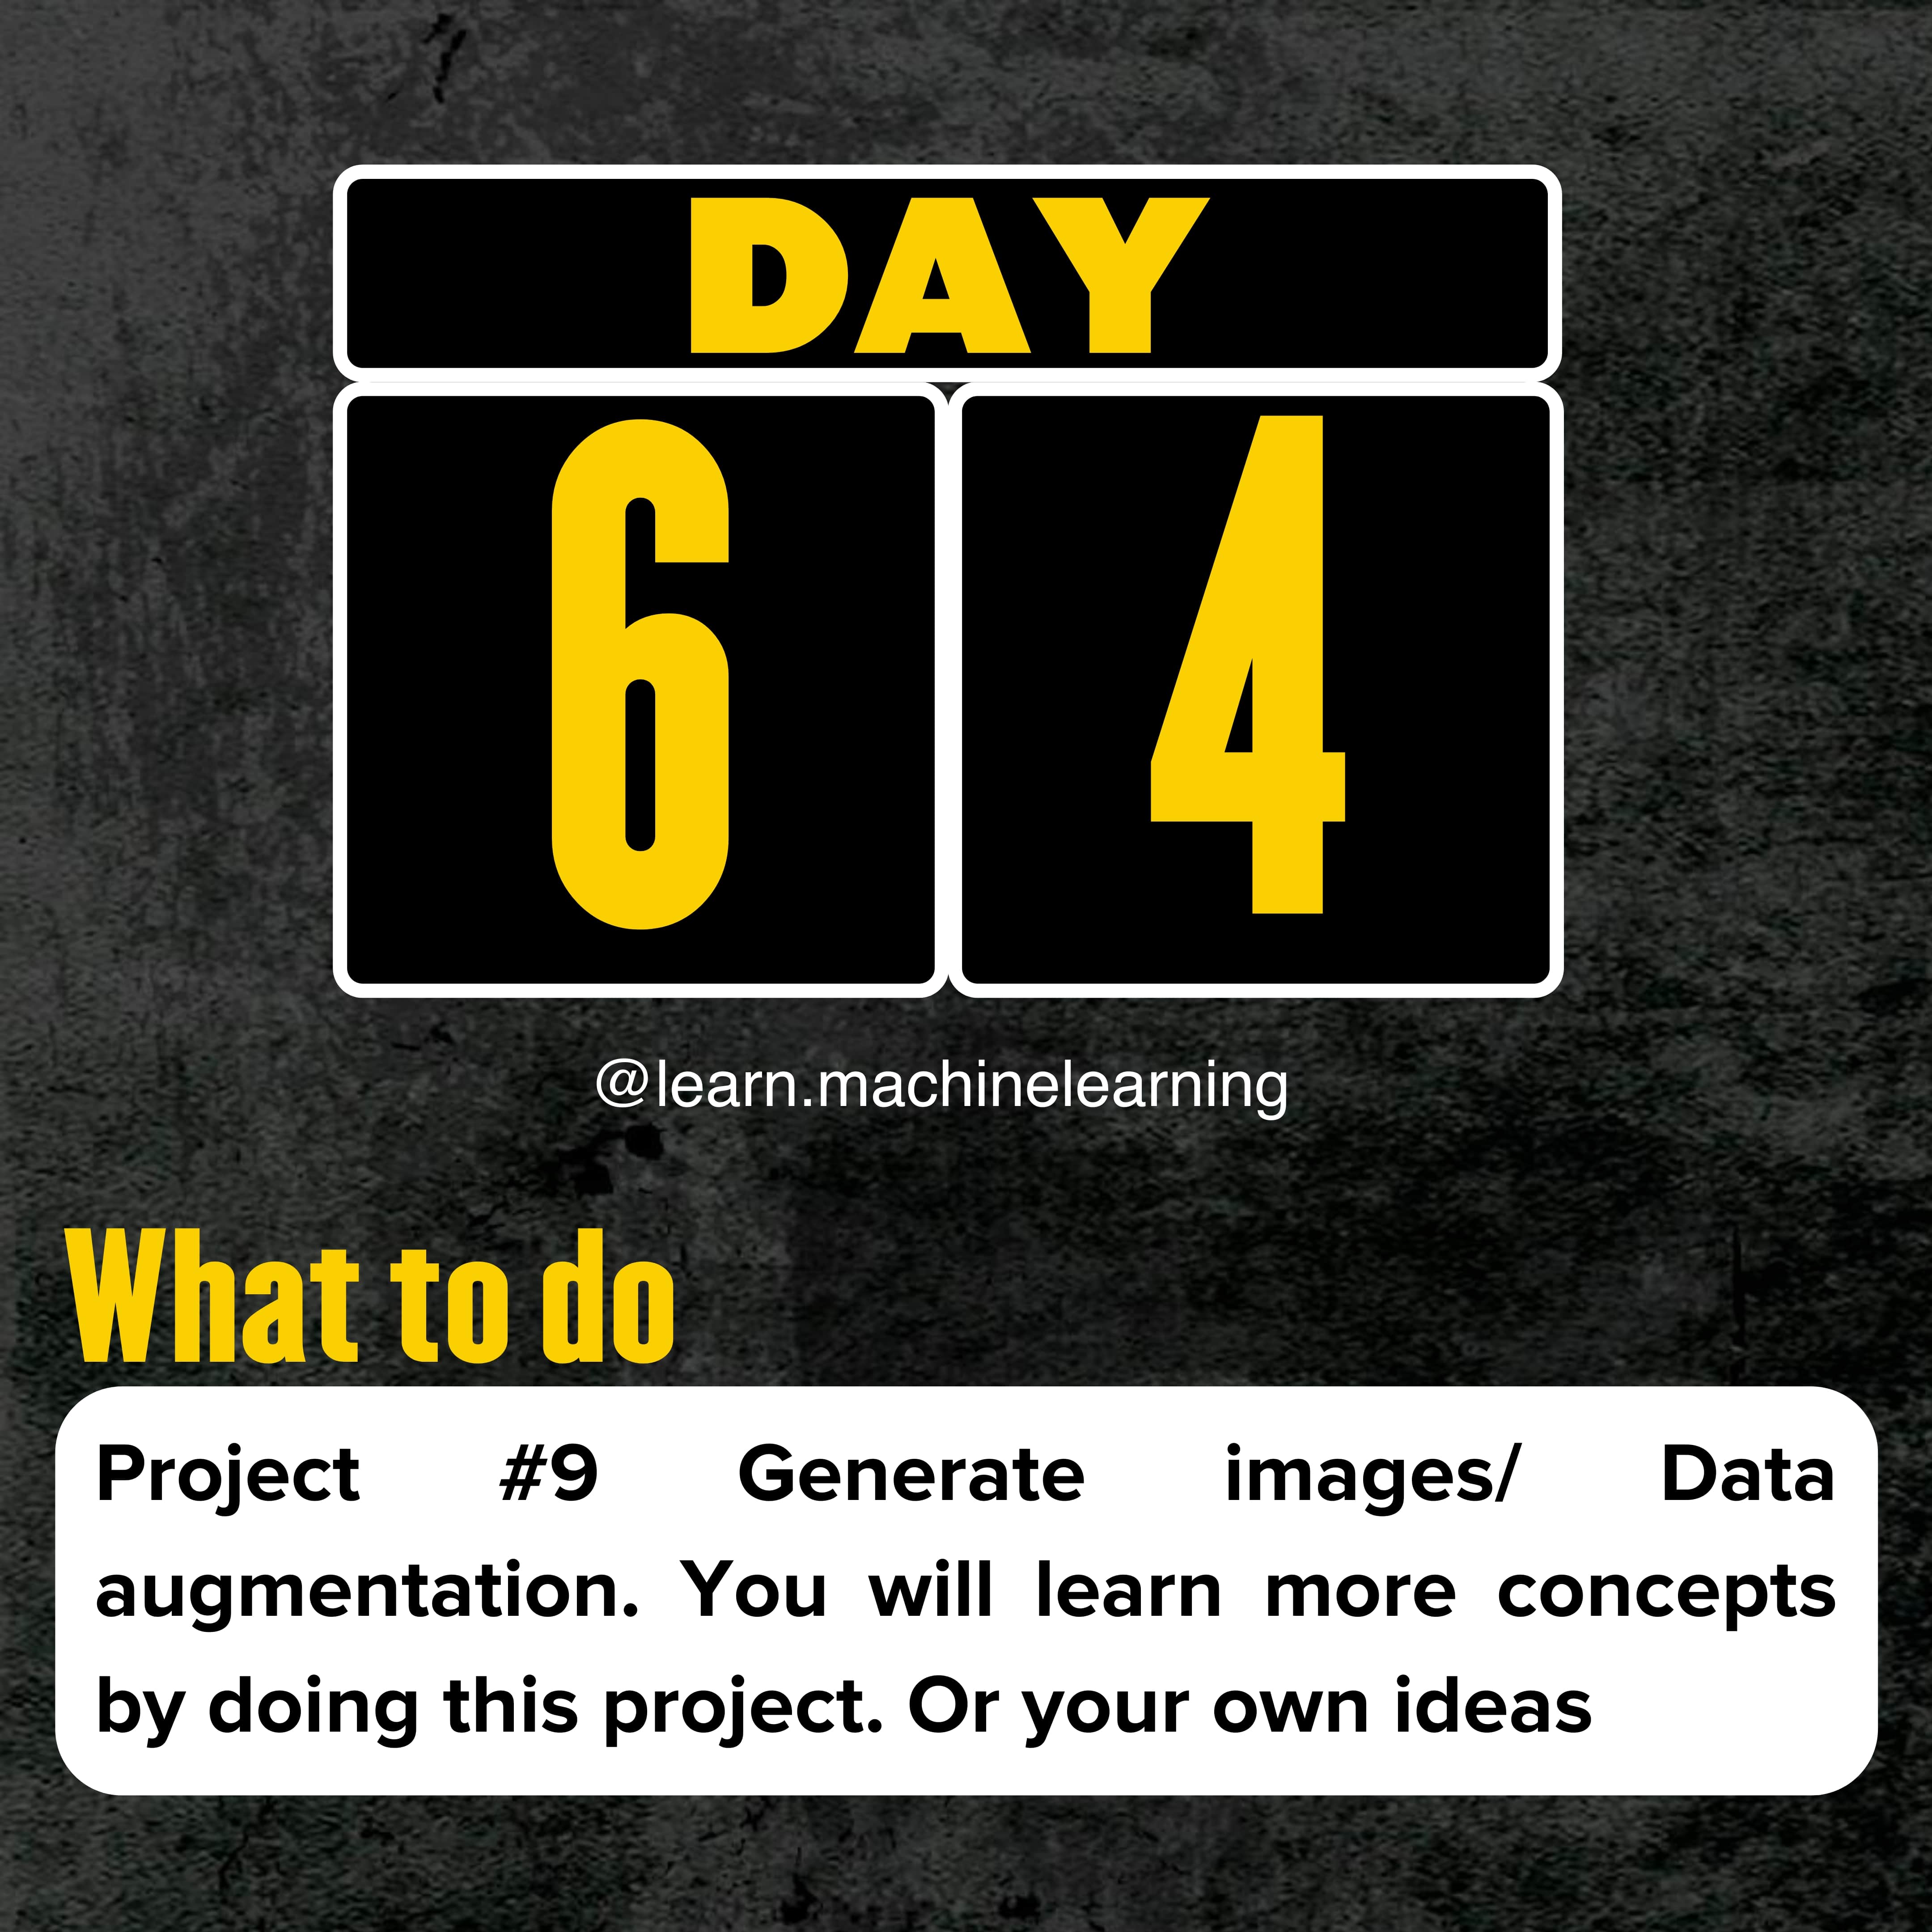 DAY
6 4
@learn.machinelearning
What to do
Project #9 Generate images/ Data
augmentation. You will learn more concepts
by doing this project. Or your own ideas